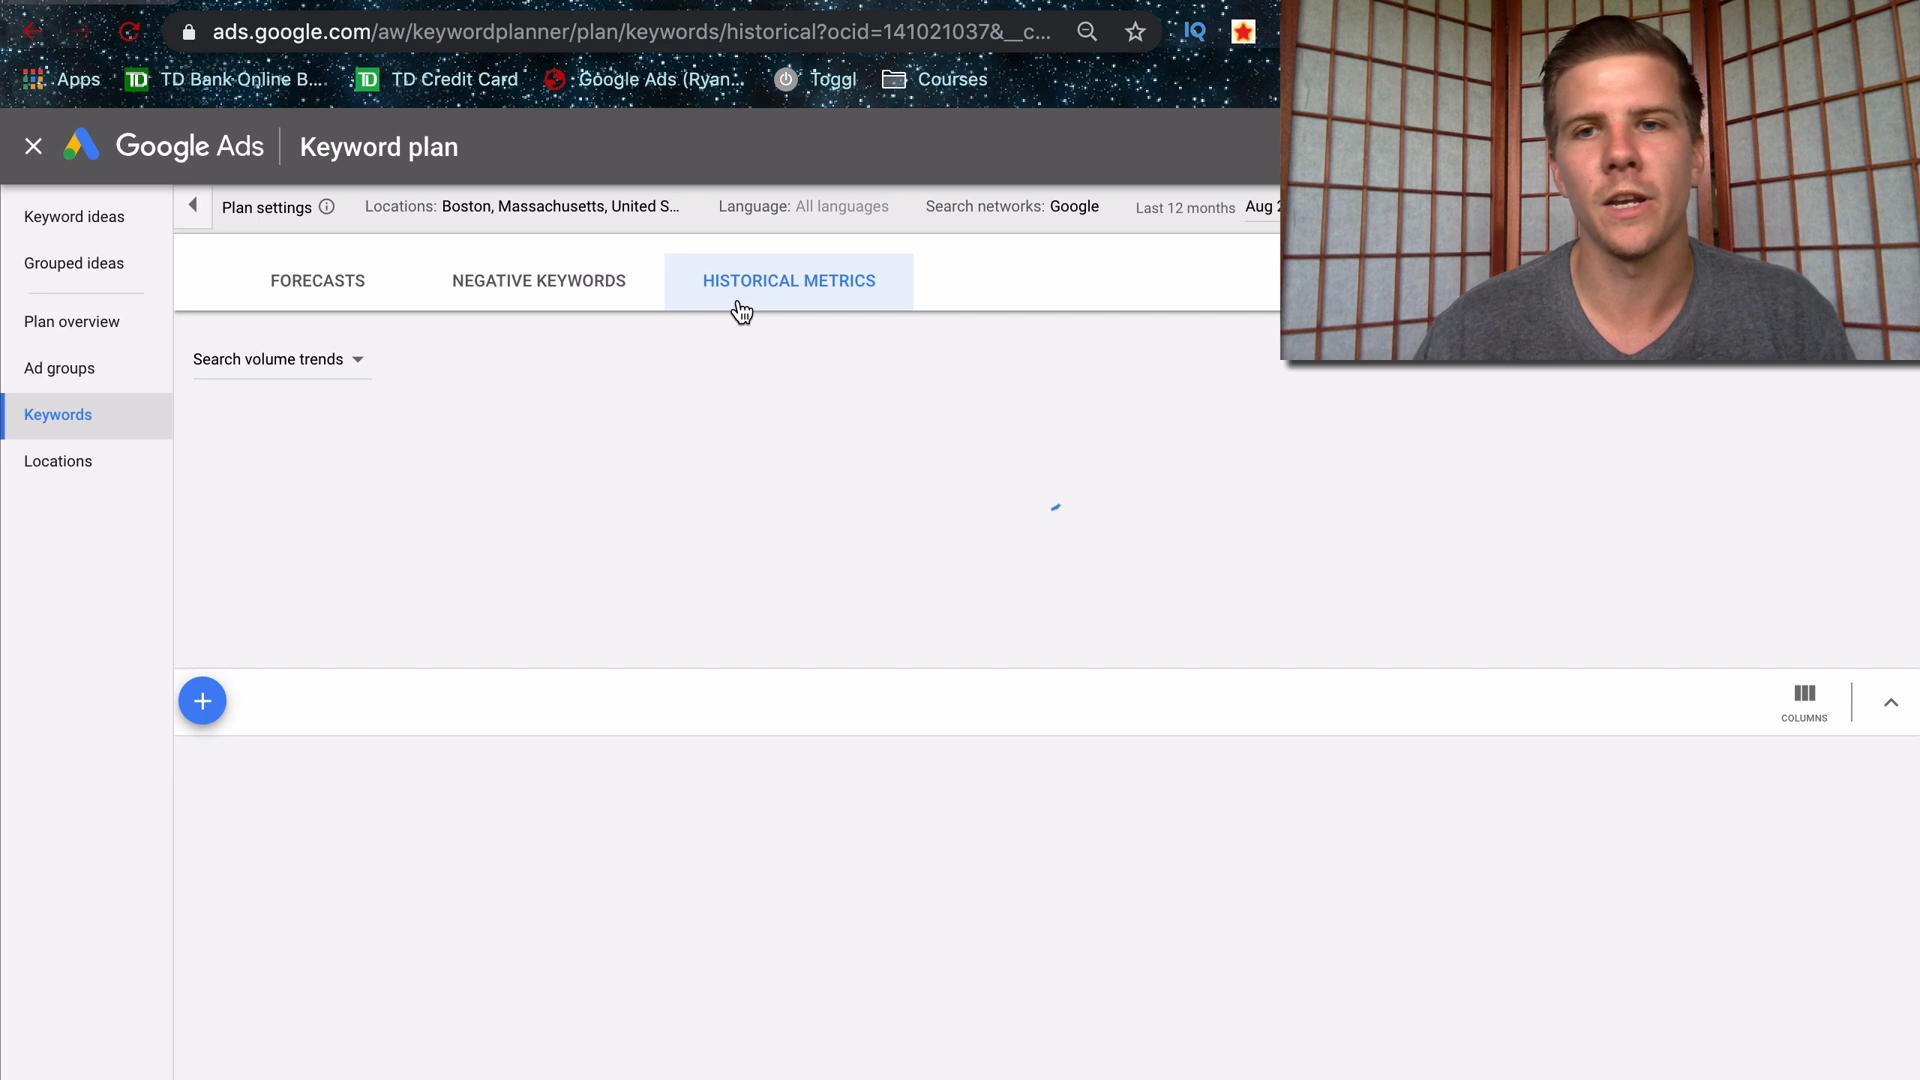 ads.google.com/aw/keywordplanner/plan/keywords/historical?ocid=141021037&__c...
IQ
Apps
TD Bank Online B....
TD Credit Card
Google Ads (Ryan...
Toggl
Courses
Google Ads
Keyword plan
Keyword ideas
Grouped ideas
Plan overview
Ad groups
Keywords
Locations
Plan settings
Locations: Boston, Massachusetts, United S...
Language: All languages
Search networks: Google
Last 12 months
Aug 2
FORECASTS
NEGATIVE KEYWORDS
HISTORICAL METRICS
Search volume trends
COLUMNS